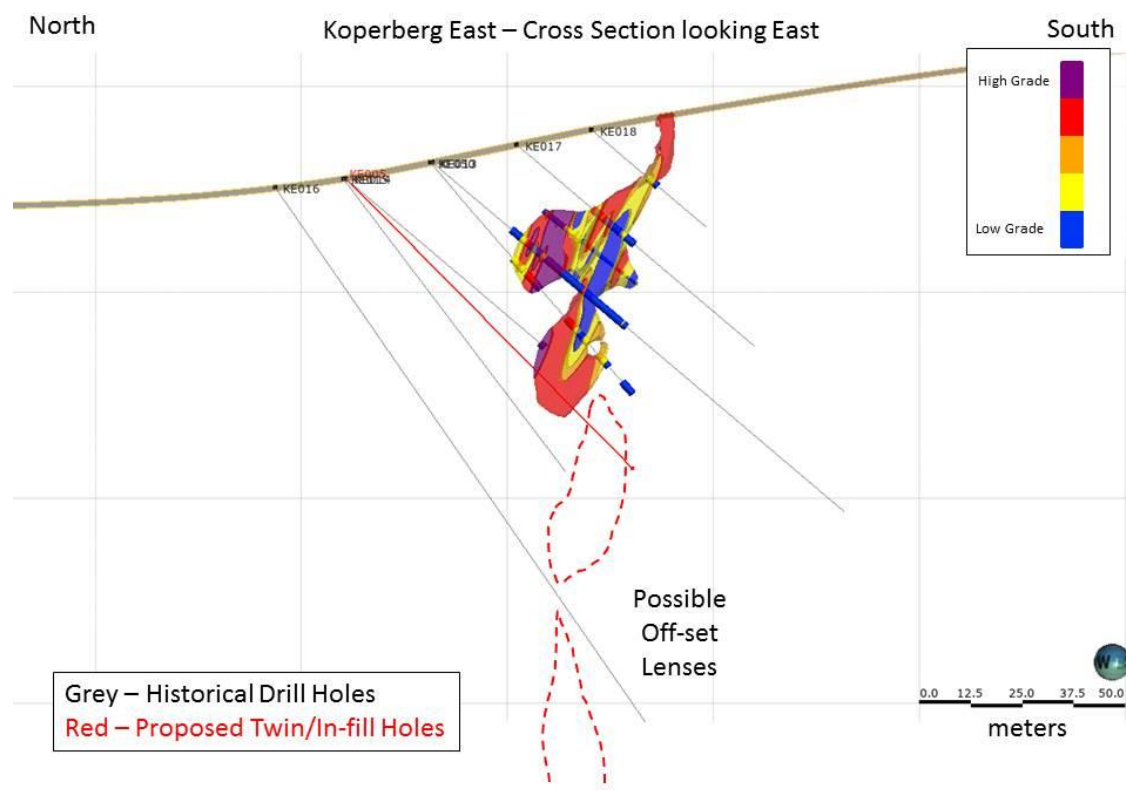 North
Koperberg East – Cross Section looking East
South
High Grade
Low Grade
KE018
KE017
KE005
KE016
Possible
Off-set
Lenses
W
Grey – Historical Drill Holes
Red – Proposed Twin/In-fill Holes
0.0 12.5 25.0 37.5 50.0
meters